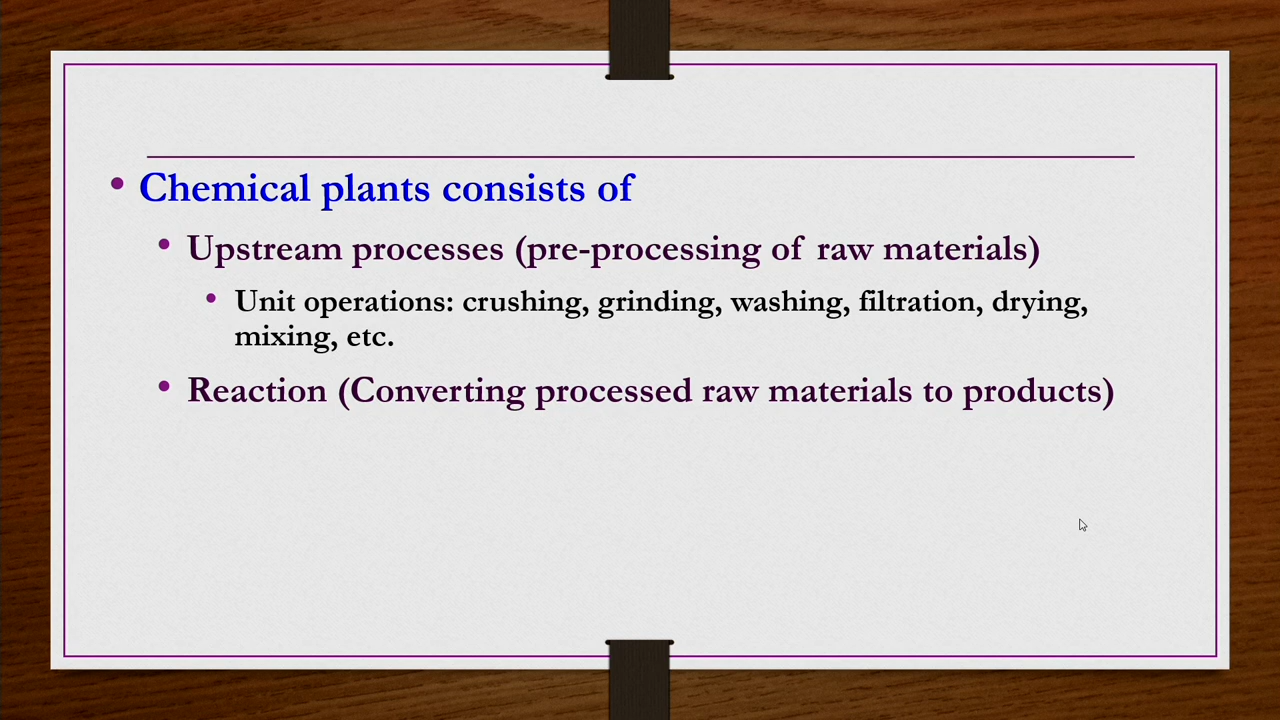 • Chemical plants consists of
• Upstream processes (pre-processing of raw materials)
• Unit operations: crushing, grinding, washing, filtration, drying,
mixing, etc.
• Reaction (Converting processed raw materials to products)